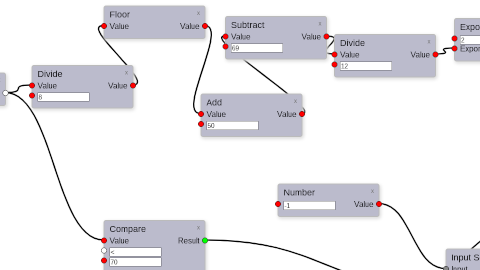 Floor x
Value Value
Subtract x
Value Value
69
Divide x
Value Value
12
Expo
2
Expor
Divide x
Value Value
8
Add x
Value Value
50
Number x
-1 Value
Compare x
Value Result
<
70
Input S
Input